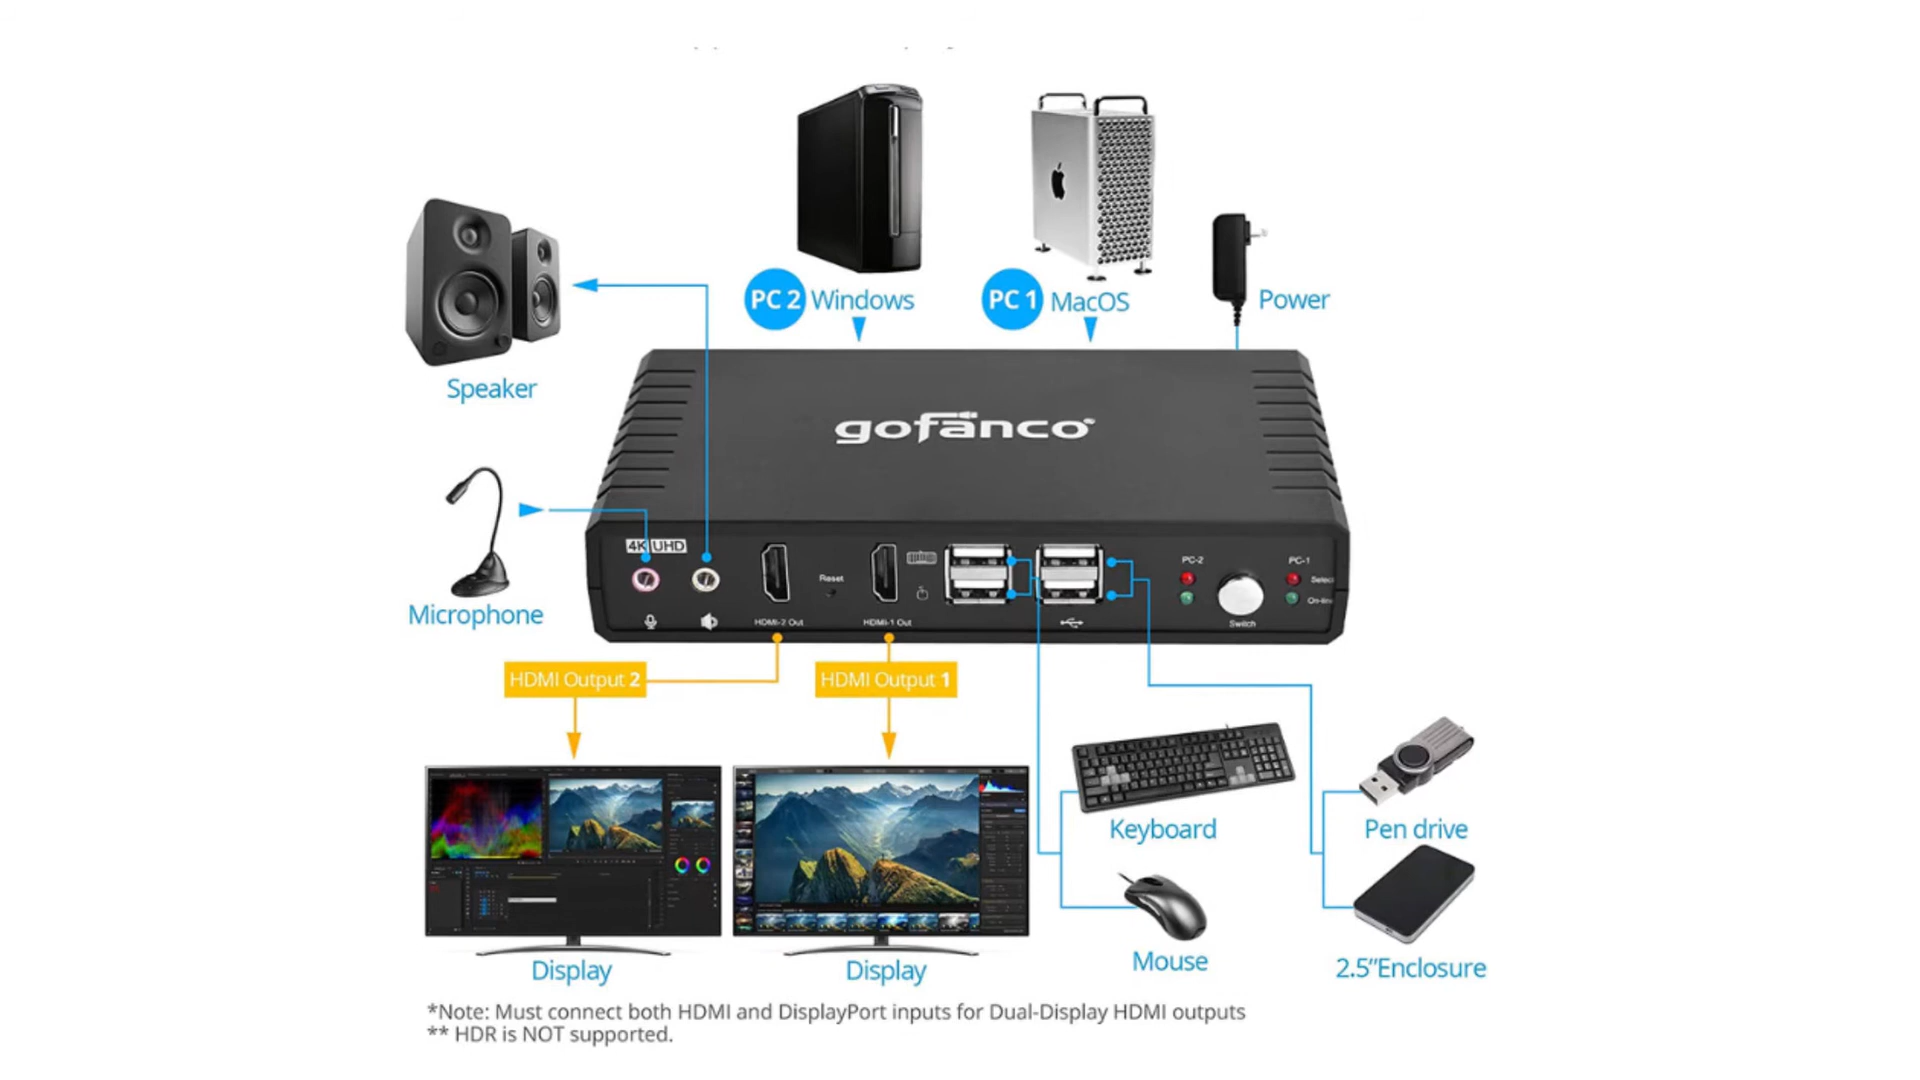 PC 2 Windows
PC 1 MacOS
Power
Speaker
gofanco
Microphone
4K UHD
Reset
PC-2
PC-1
Select
HDMI-2 Out
HDMI-1 Out
Switch
HDMI Output 2
HDMI Output 1
Keyboard
Pen drive
Mouse
2.5"Enclosure
Display
Display
*Note: Must connect both HDMI and DisplayPort inputs for Dual-Display HDMI outputs
** HDR is NOT supported.